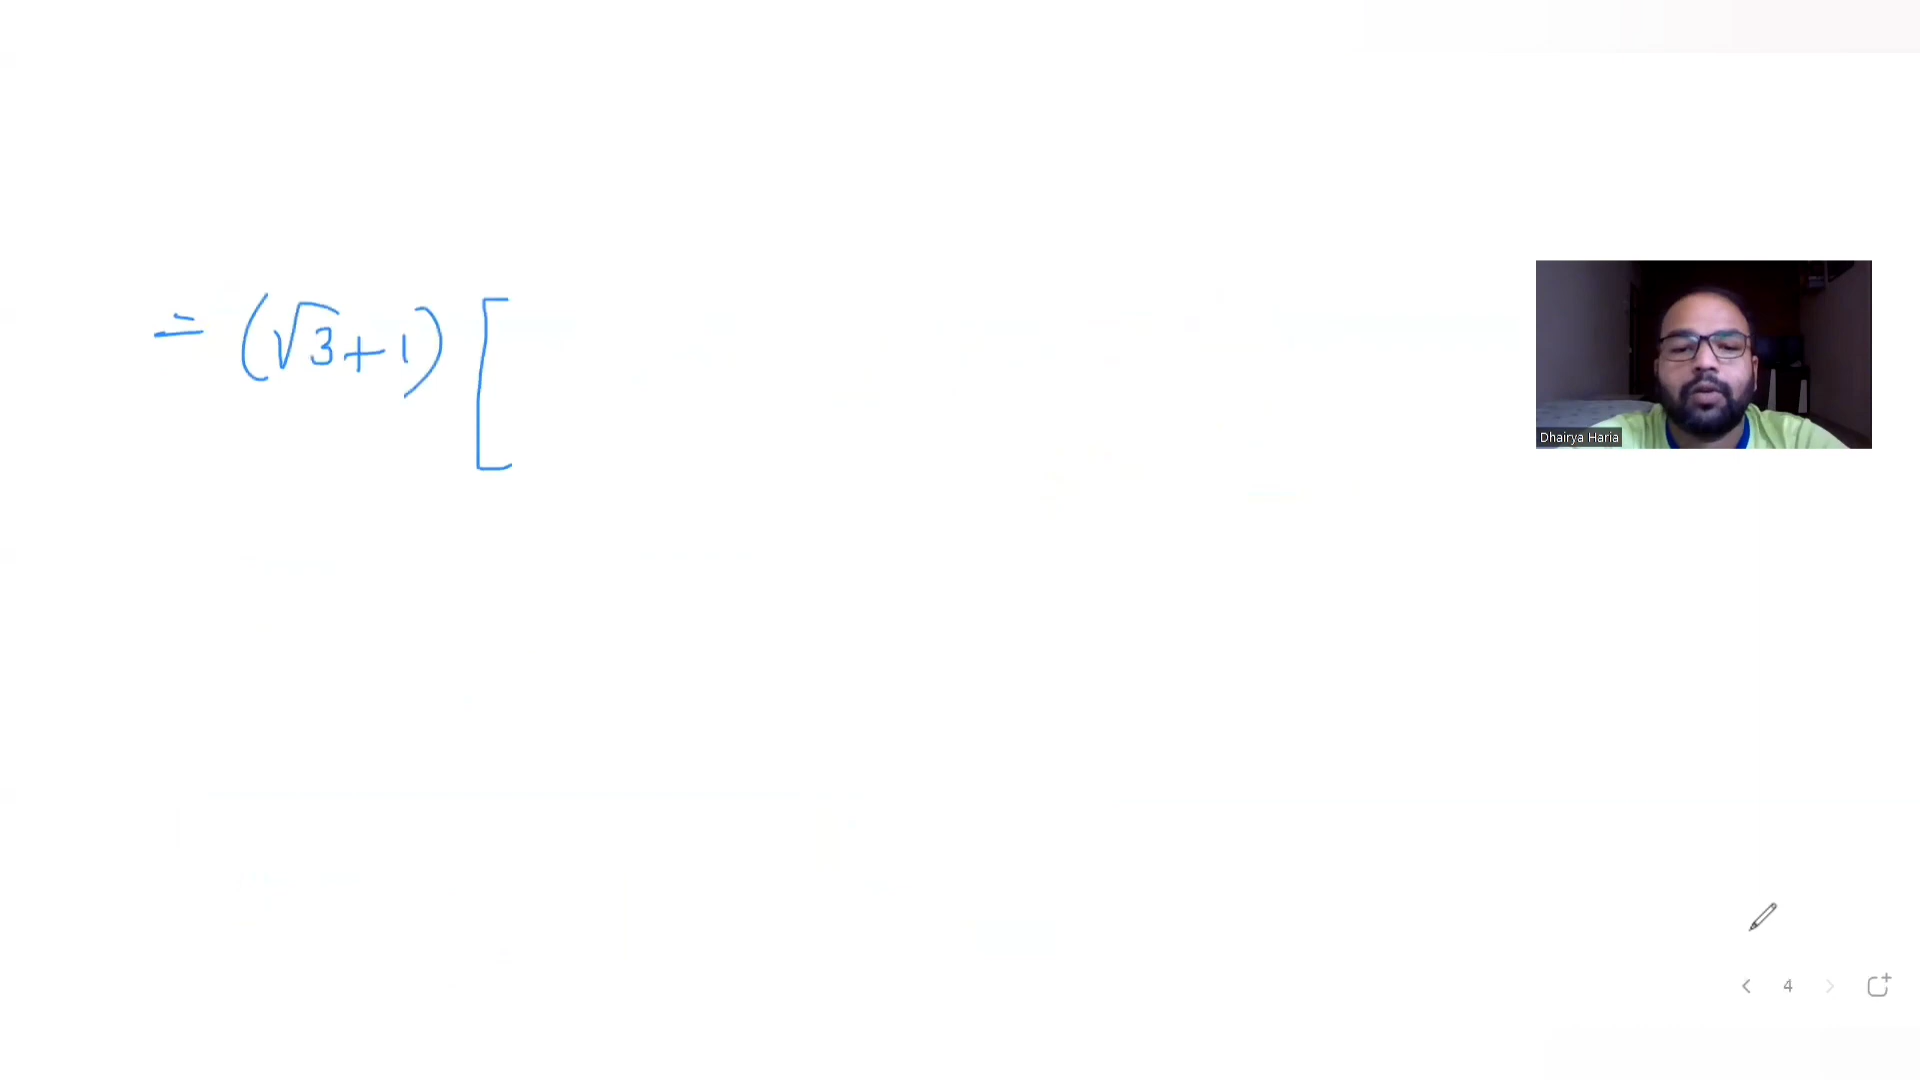 = (√3+1) [
Dhairya Haria
4